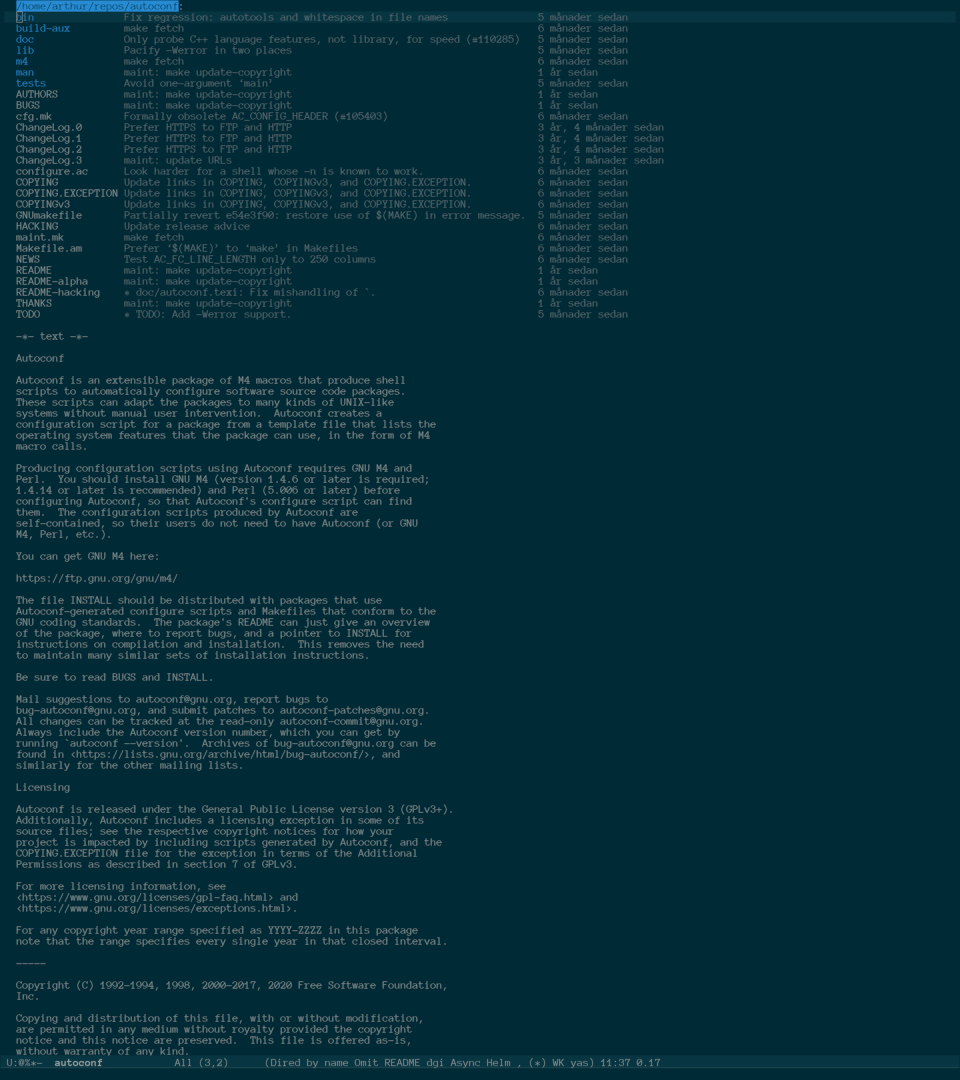 /home/arthur/repos/autoconf:
bin Fix regression: autotools and whitespace in file names 5 månader sedan
build-aux make fetch 6 månader sedan
doc Only probe C++ language features, not library, for speed (#110285) 5 månader sedan
lib Pacify -Werror in two places 5 månader sedan
m4 make fetch 6 månader sedan
man maint: make update-copyright 1 år sedan
tests Avoid one-argument ‘main’ 5 månader sedan
AUTHORS maint: make update-copyright 1 år sedan
BUGS maint: make update-copyright 1 år sedan
cfg.mk Formally obsolete AC_CONFIG_HEADER (#105403) 6 månader sedan
ChangeLog.0 Prefer HTTPS to FTP and HTTP 3 år, 4 månader sedan
ChangeLog.1 Prefer HTTPS to FTP and HTTP 3 år, 4 månader sedan
ChangeLog.2 Prefer HTTPS to FTP and HTTP 3 år, 4 månader sedan
ChangeLog.3 maint: update URLs 3 år, 3 månader sedan
configure.ac Look harder for a shell whose -n is known to work. 6 månader sedan
COPYING Update links in COPYING, COPYINGv3, and COPYING.EXCEPTION. 6 månader sedan
COPYING.EXCEPTION Update links in COPYING, COPYINGv3, and COPYING.EXCEPTION. 6 månader sedan
COPYINGv3 Update links in COPYING, COPYINGv3, and COPYING.EXCEPTION. 6 månader sedan
GNUmakefile Partially revert e54e3f90: restore use of $(MAKE) in error message. 5 månader sedan
HACKING Update release advice 6 månader sedan
maint.mk make fetch 6 månader sedan
Makefile.am Prefer ‘$(MAKE)’ to ‘make’ in Makefiles 6 månader sedan
NEWS Test AC_FC_LINE_LENGTH only to 250 columns 6 månader sedan
README maint: make update-copyright 1 år sedan
README-alpha maint: make update-copyright 1 år sedan
README-hacking * doc/autoconf.texi: Fix mishandling of `. 6 månader sedan
THANKS maint: make update-copyright 1 år sedan
TODO * TODO: Add -Werror support. 5 månader sedan
-*- text -*-
Autoconf
Autoconf is an extensible package of M4 macros that produce shell
scripts to automatically configure software source code packages.
These scripts can adapt the packages to many kinds of UNIX-like
systems without manual user intervention.  Autoconf creates a
configuration script for a package from a template file that lists the
operating system features that the package can use, in the form of M4
macro calls.
Producing configuration scripts using Autoconf requires GNU M4 and
Perl.  You should install GNU M4 (version 1.4.6 or later is required;
1.4.14 or later is recommended) and Perl (5.006 or later) before
configuring Autoconf, so that Autoconf's configure script can find
them.  The configuration scripts produced by Autoconf are
self-contained, so their users do not need to have Autoconf (or GNU
M4, Perl, etc.).
You can get GNU M4 here:
https://ftp.gnu.org/gnu/m4/
The file INSTALL should be distributed with packages that use
Autoconf-generated configure scripts and Makefiles that conform to the
GNU coding standards.  The package's README can just give an overview
of the package, where to report bugs, and a pointer to INSTALL for
instructions on compilation and installation.  This removes the need
to maintain many similar sets of installation instructions.
Be sure to read BUGS and INSTALL.
Mail suggestions to autoconf@gnu.org, report bugs to
bug-autoconf@gnu.org, and submit patches to autoconf-patches@gnu.org.
All changes can be tracked at the read-only autoconf-commit@gnu.org.
Always include the Autoconf version number, which you can get by
running `autoconf --version'.  Archives of bug-autoconf@gnu.org can be
found in <https://lists.gnu.org/archive/html/bug-autoconf/>, and
similarly for the other mailing lists.
Licensing
Autoconf is released under the General Public License version 3 (GPLv3+).
Additionally, Autoconf includes a licensing exception in some of its
source files; see the respective copyright notices for how your
project is impacted by including scripts generated by Autoconf, and the
COPYING.EXCEPTION file for the exception in terms of the Additional
Permissions as described in section 7 of GPLv3.
For more licensing information, see
<https://www.gnu.org/licenses/gpl-faq.html> and
<https://www.gnu.org/licenses/exceptions.html>.
For any copyright year range specified as YYYY-ZZZZ in this package
note that the range specifies every single year in that closed interval.
-----
Copyright (C) 1992-1994, 1998, 2000-2017, 2020 Free Software Foundation,
Inc.
Copying and distribution of this file, with or without modification,
are permitted in any medium without royalty provided the copyright
notice and this notice are preserved.  This file is offered as-is,
without warranty of any kind.
U:@%*-  autoconf All (3,2) (Dired by name Omit README dgi Async Helm , (*) WK yas) 11:37 0.17